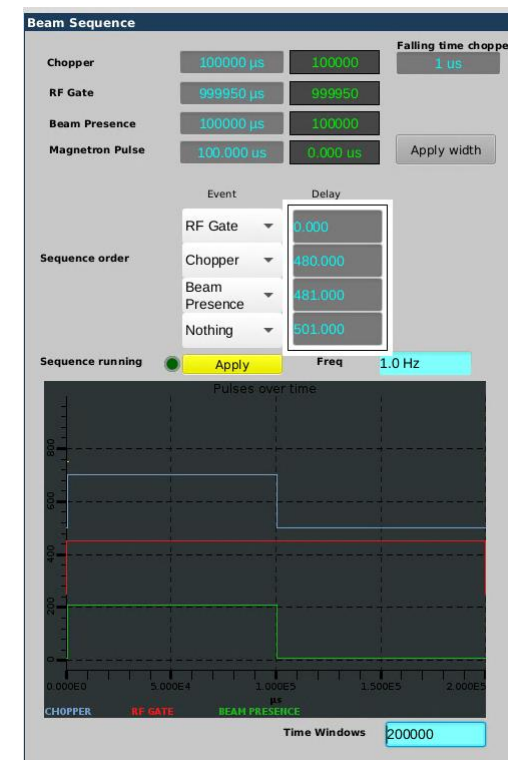 Beam Sequence
Falling time choppe
Chopper 100000 µs 100000 1 us
RF Gate 999950 µs 999950
Beam Presence 100000 µs 100000
Magnetron Pulse 100.000 us 0.000 us Apply width
Event Delay
RF Gate 0.000
Sequence order Chopper 480.000
Beam
Presence 481.000
Nothing 501.000
Sequence running Apply Freq 1.0 Hz
Pulses over time
800
600
400
200
0
0.000E0 5.000E4 1.000E5 1.500E5 2.000E5
µs
CHOPPER RF GATE BEAM PRESENCE
Time Windows 200000